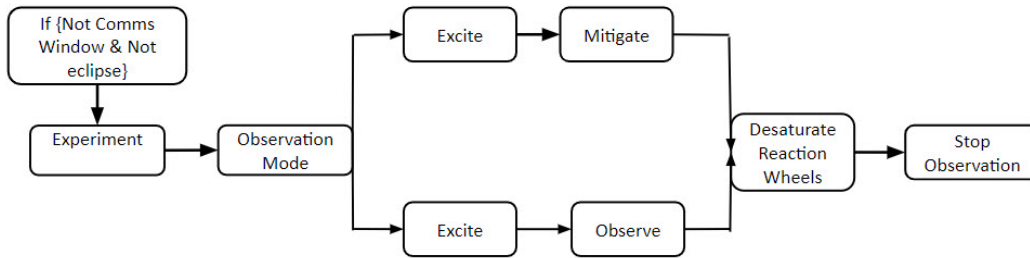 If {Not Comms
Window & Not
eclipse}
Experiment
Observation
Mode
Excite
Mitigate
Excite
Observe
Desaturate
Reaction
Wheels
Stop
Observation